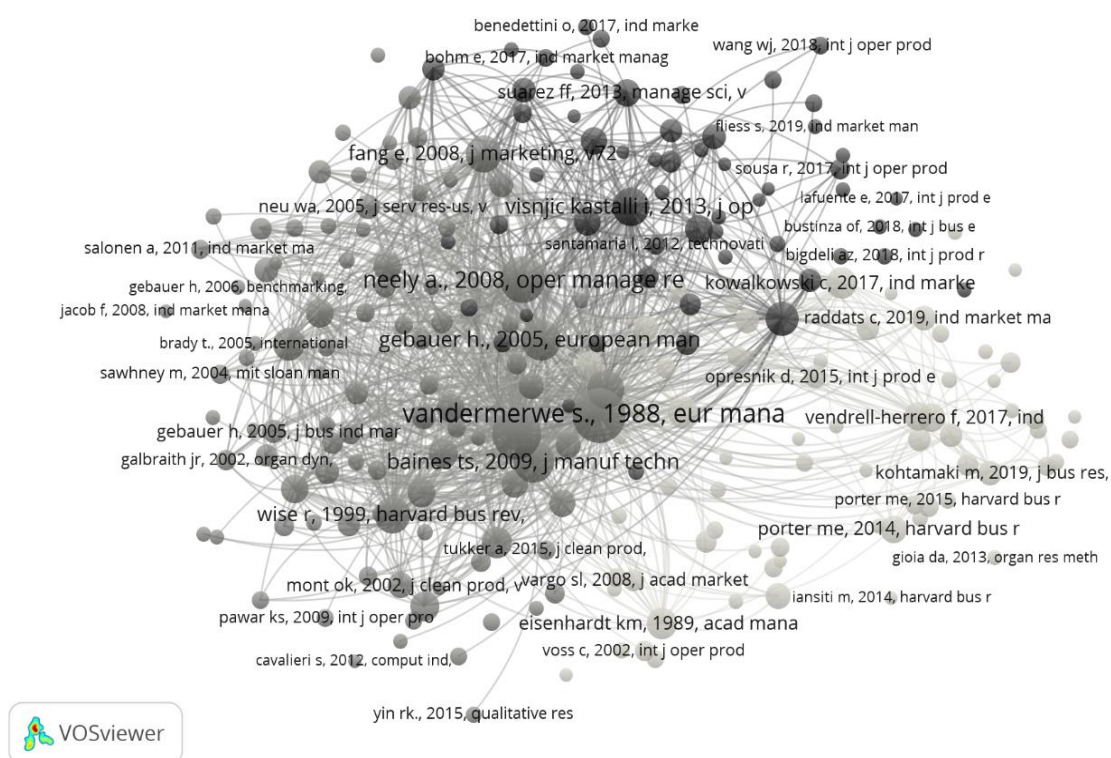 benedettini o, 2017, ind marke
wang wj, 2018, int j oper prod
bohm e, 2017, ind market manag
suarez ff, 2013, manage sci, v
fliess s, 2019, ind market man
fang e, 2008, j marketing, v72
sousa r, 2017, int j oper prod
lafuente e, 2017, int j prod e
neu wa, 2005, j serv res-us, v
visnjic kastalli i, 2013, j op
bustinza of, 2018, int j bus e
salonen a, 2011, ind market ma
santamaria l, 2012, technovati
bigdeli az, 2018, int j prod r
neely a., 2008, oper manage re
kowalkowski c, 2017, ind marke
gebauer h, 2006, benchmarking,
jacob f, 2008, ind market mana
raddats c, 2019, ind market ma
gebauer h., 2005, european man
brady t., 2005, international
sawhney m, 2004, mit sloan man
opresnik d, 2015, int j prod e
vandermerwe s., 1988, eur mana
vendrell-herrero f, 2017, ind
gebauer h, 2005, j bus ind mar
galbraith jr, 2002, organ dyn,
baines ts, 2009, j manuf techn
kohtamaki m, 2019, j bus res,
porter me, 2015, harvard bus r
wise r, 1999, harvard bus rev,
porter me, 2014, harvard bus r
tukker a, 2015, j clean prod,
gioia da, 2013, organ res meth
mont ok, 2002, j clean prod, v
vargo sl, 2008, j acad market
iansiti m, 2014, harvard bus r
pawar ks, 2009, int j oper pro
eisenhardt km, 1989, acad mana
voss c, 2002, int j oper prod
cavalieri s, 2012, comput ind,
yin rk., 2015, qualitative res
VOSviewer